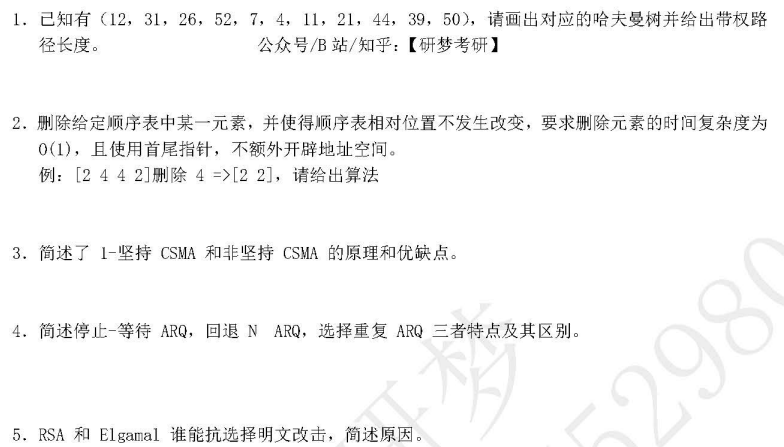 1. 己知有（12，31，26，52，7，4，11，21，44，39，50），请画出对应的哈夫曼树并给出带权路
径长度。 公众号/B 站/知乎：【研梦考研】
2. 删除给定顺序表中某一元素，并使得顺序表相对位置不发生改变，要求删除元素的时间复杂度为
O(1)，且使用首尾指针，不额外开辟地址空间。
例：[2 4 4 2]删除 4 =>[2 2]，请给出算法
3. 简述了 1-坚持 CSMA 和非坚持 CSMA 的原理和优缺点。
4. 简述停止-等待 ARQ，回退 N ARQ，选择重复 ARQ 三者特点及其区别。
5. RSA 和 Elgamal 谁能抗选择明文改击，简述原因。
研梦
52980